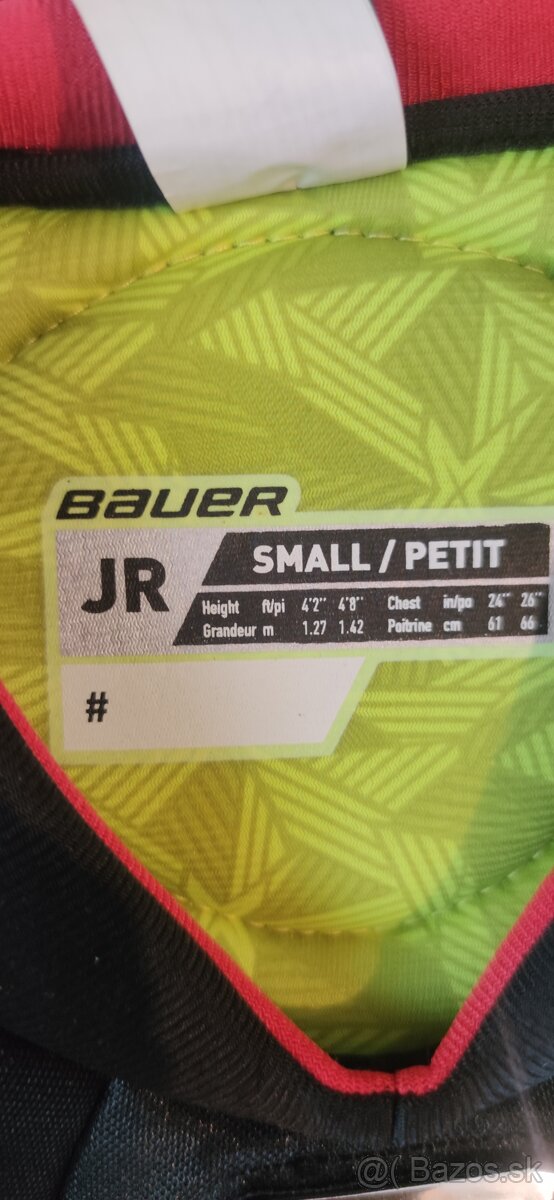 BAUER
JR
SMALL / PETIT
Height ft/pi 4'2'' 4'8'' Chest in/po 24'' 26''
Grandeur m 1.27 1.42 Poitrine cm 61 66
#
@( Bazos.sk